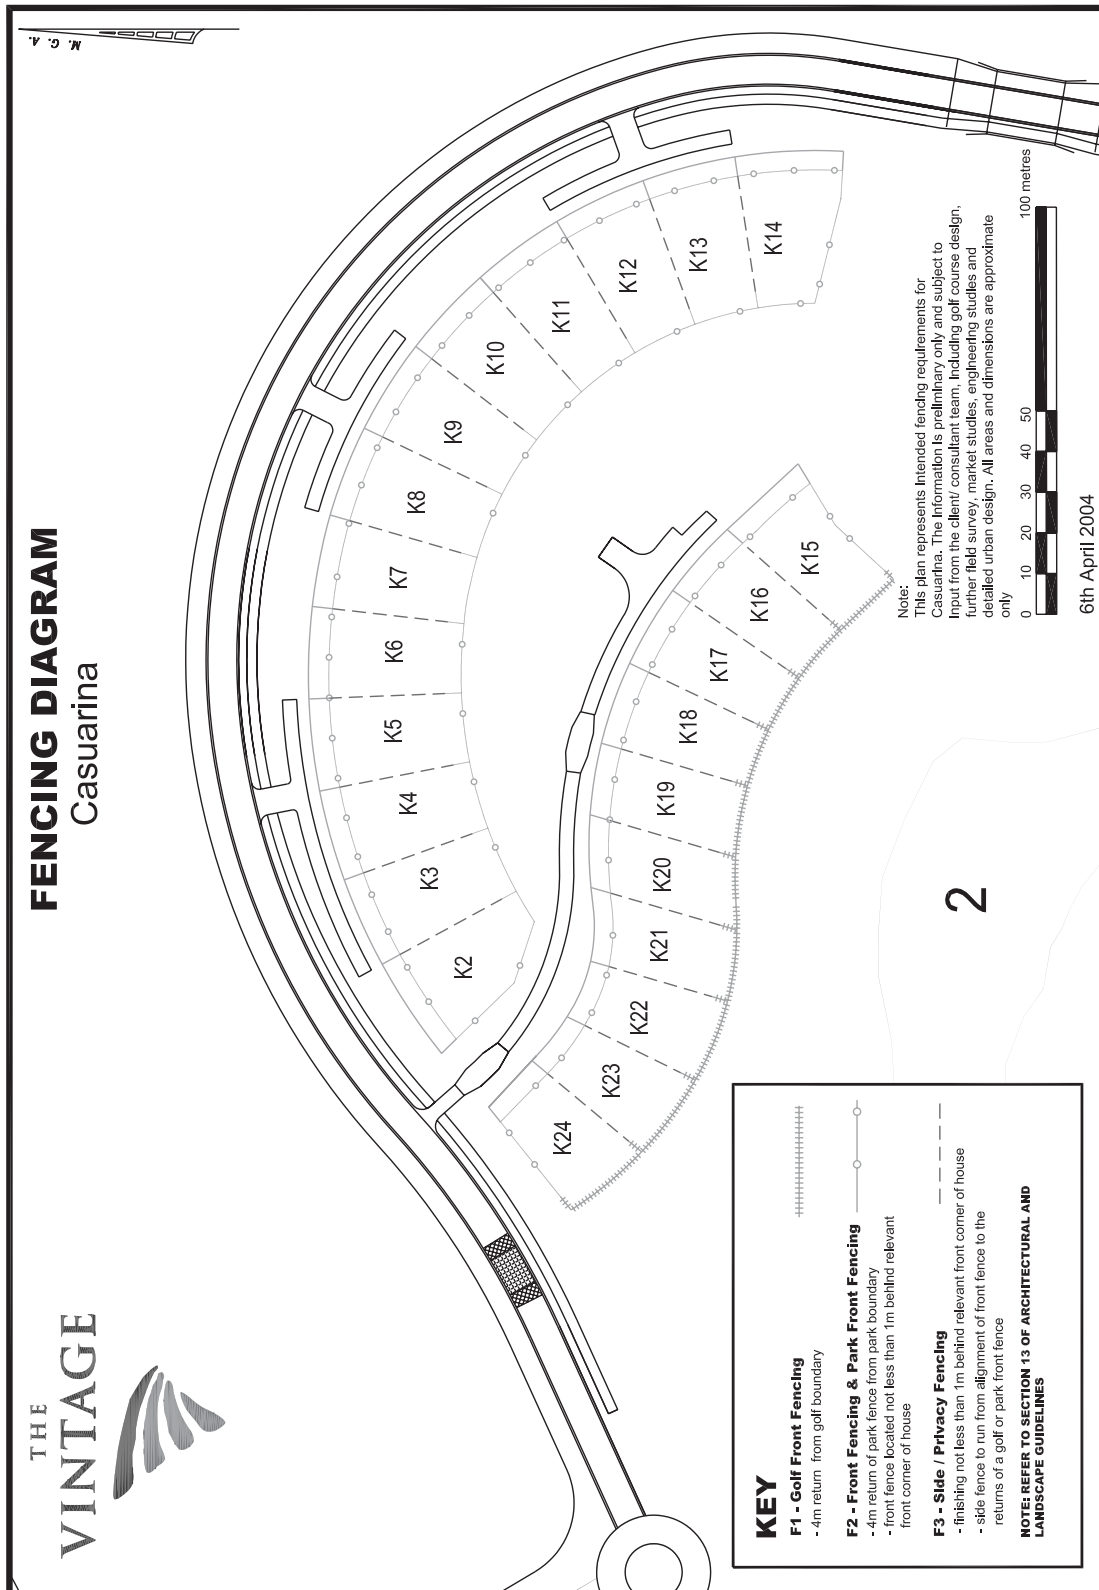 FENCING DIAGRAM
Casuarina
THE
VINTAGE
M. G. A.
K2
K3
K4
K5
K6
K7
K8
K9
K10
K11
K12
K13
K14
K15
K16
K17
K18
K19
K20
K21
K22
K23
K24
2
Note:
This plan represents intended fencing requirements for
Casuarina. The information is preliminary only and subject to
input from the client/ consultant team, including golf course design,
further field survey, market studies, engineering studies and
detailed urban design. All areas and dimensions are approximate
only
0 10 20 30 40 50 100 metres
6th April 2004
KEY
F1 - Golf Front Fencing
- 4m return from golf boundary
F2 - Front Fencing & Park Front Fencing
- 4m return of park fence from park boundary
- front fence located not less than 1m behind relevant
front corner of house
F3 - Side / Privacy Fencing
- finishing not less than 1m behind relevant front corner of house
- side fence to run from alignment of front fence to the
returns of a golf or park front fence
NOTE: REFER TO SECTION 13 OF ARCHITECTURAL AND
LANDSCAPE GUIDELINES